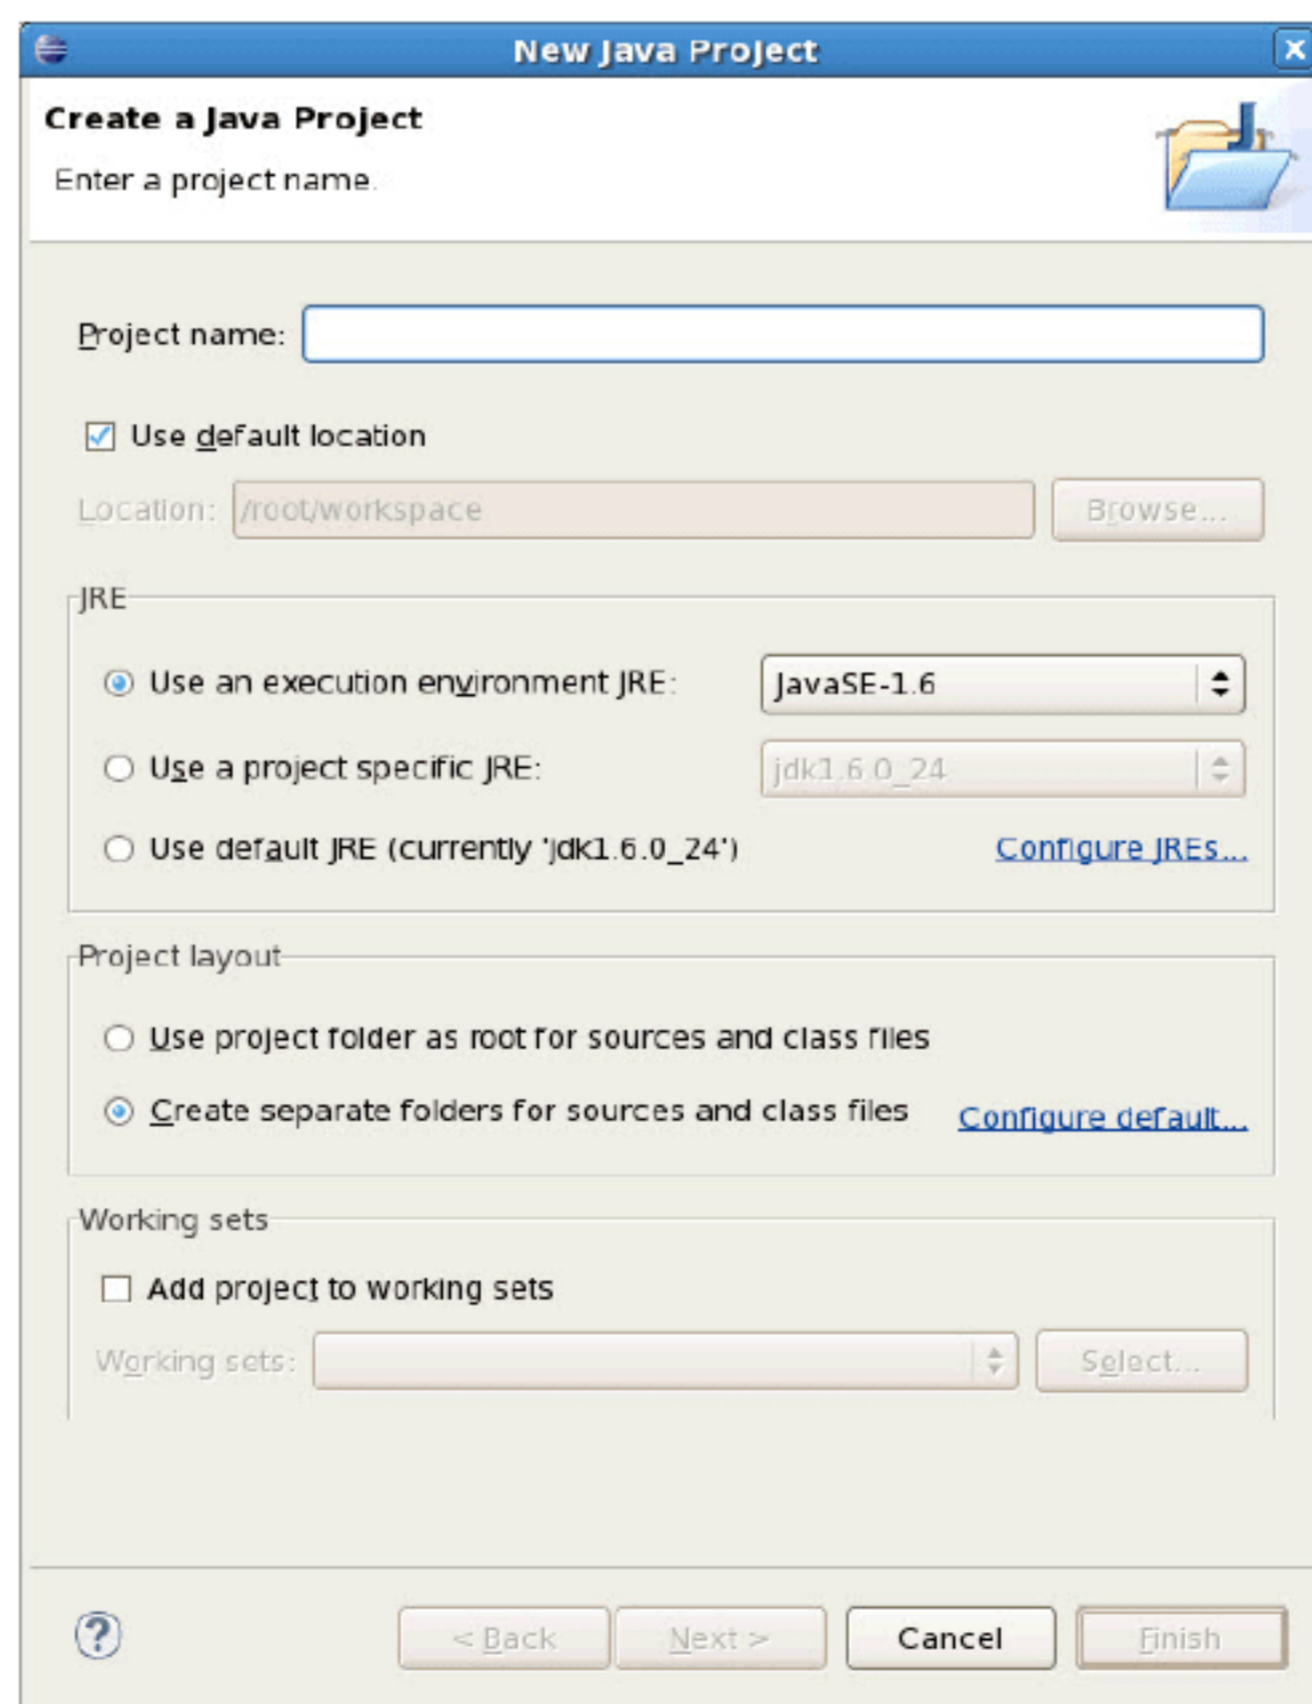 New Java Project
Create a Java Project
Enter a project name.
Project name:
Use default location
Location: /root/workspace Browse...
JRE
Use an execution environment JRE: JavaSE-1.6
Use a project specific JRE: jdk1.6.0_24
Use default JRE (currently 'jdk1.6.0_24') Configure JREs...
Project layout
Use project folder as root for sources and class files
Create separate folders for sources and class files Configure default...
Working sets
Add project to working sets
Working sets: Select...
? < Back Next > Cancel Finish